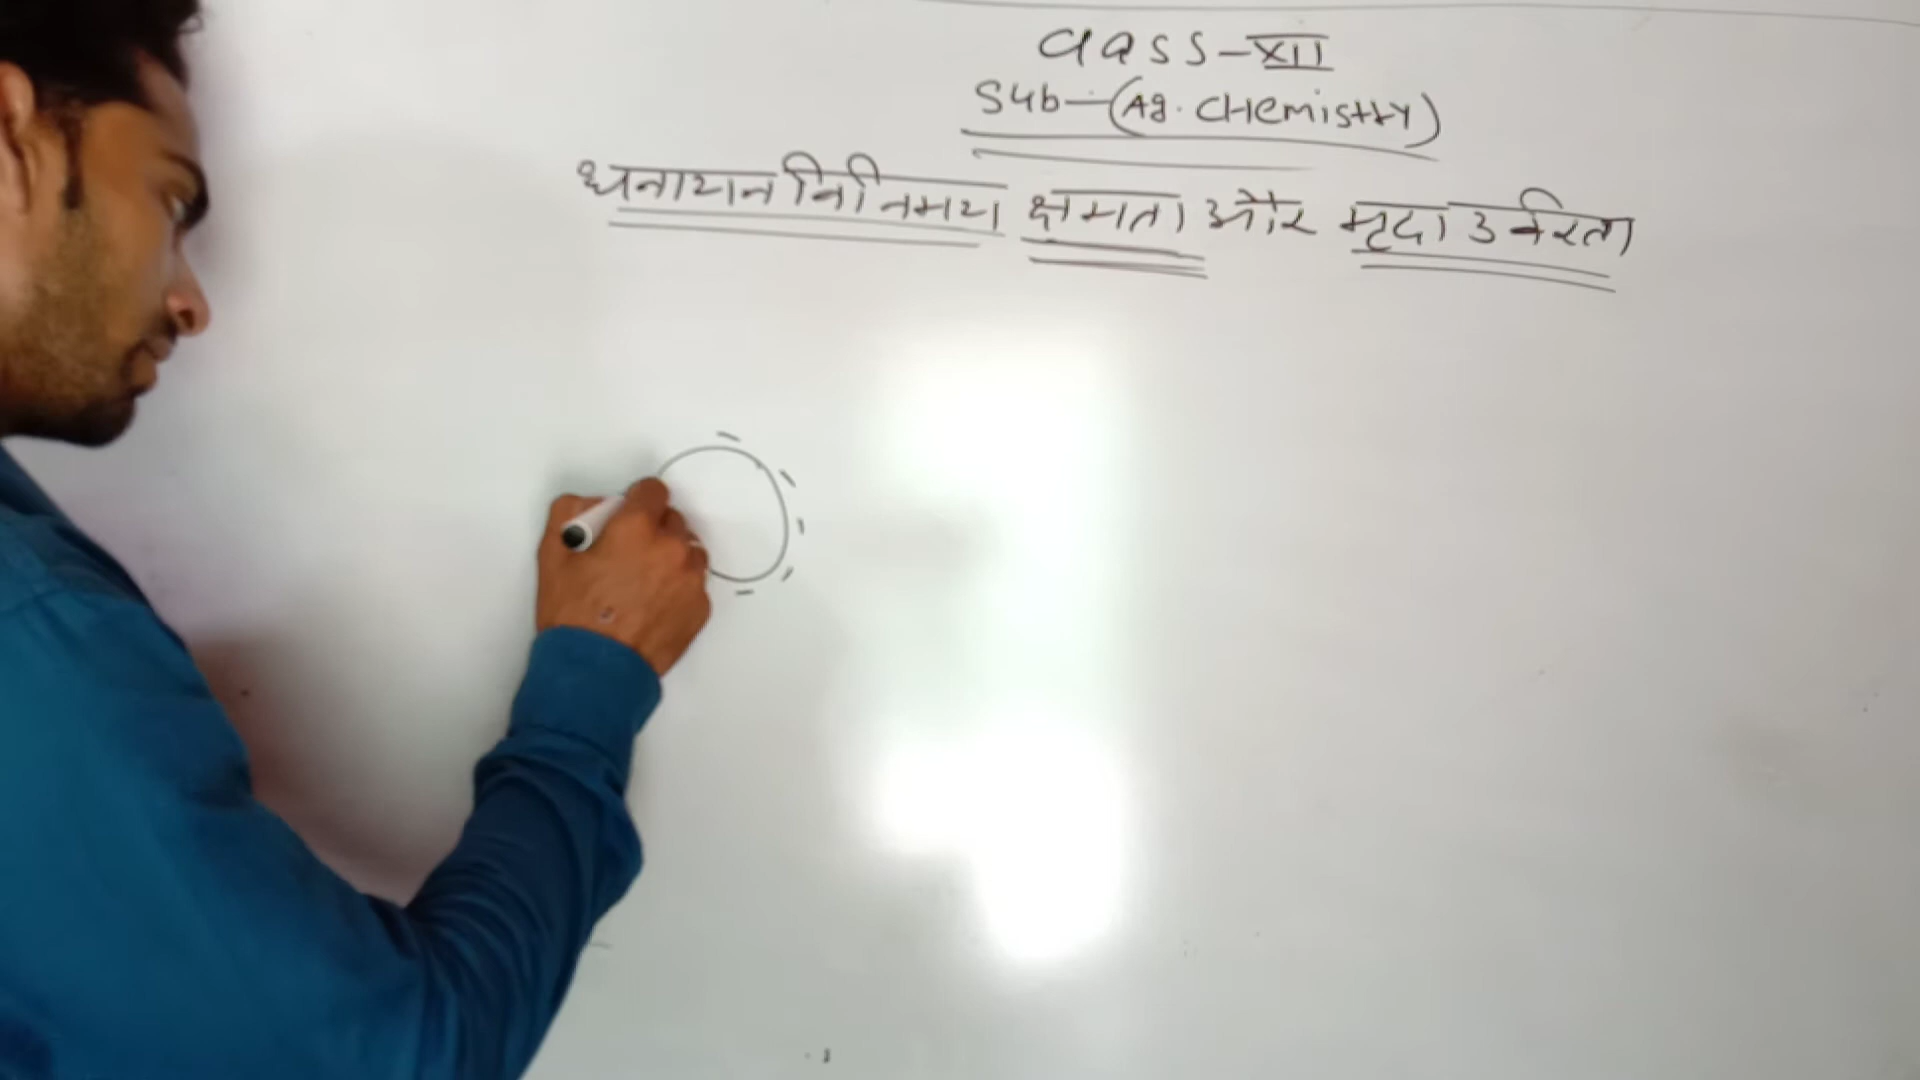 Class-XII
Sub-(Ag. CHemistry)
धनायन विनिमय क्षमता और मृदा उर्वरता